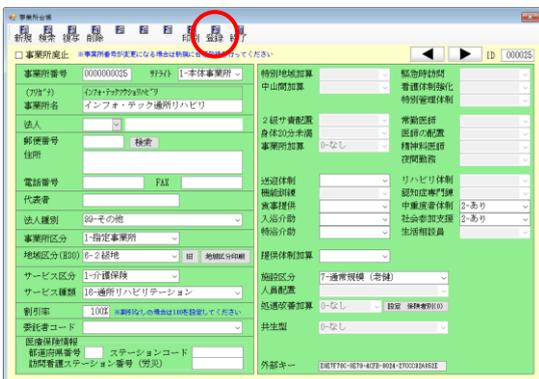 事業所台帳
新規 検索 複写 削除 印刷 登録 終了
事業所廃止 ※事業所番号が変更になる場合は新規に台帳登録を行ってください ID 000025
事業所番号 0000000025 サテライト 1-本体事業所
(フリガナ) インフォ・テックツウショリハビリ
事業所名 インフォ・テック通所リハビリ
法人
郵便番号 検索
住所
電話番号 FAX
代表者
法人種別 99-その他
事業所区分 1-指定事業所
地域区分(H30) 6-2級地 旧 地域区分印刷
サービス区分 1-介護保険
サービス種類 16-通所リハビリテーション
割引率 100% ※割引なしの場合は100を設定してください
委託者コード
医療保険情報
都道府県番号 ステーションコード
訪問看護ステーション番号 (労災)
特別地域加算 緊急時訪問
中山間加算 看護体制強化
特別管理体制
2級サ責配置 常勤医師
身体20分未満 医師の配置
事業所加算 0-なし 精神科医師
夜間勤務
送迎体制 リハビリ体制
機能訓練 認知症専門棟
食事提供 中重度者体制 2-あり
入浴介助 社会参加支援 2-あり
特浴介助 生活相談員
提供体制加算
施設区分 7-通常規模 (老健)
人員配置
処遇改善加算 0-なし 設定 保険者別(0)
共生型 0-なし
外部キー